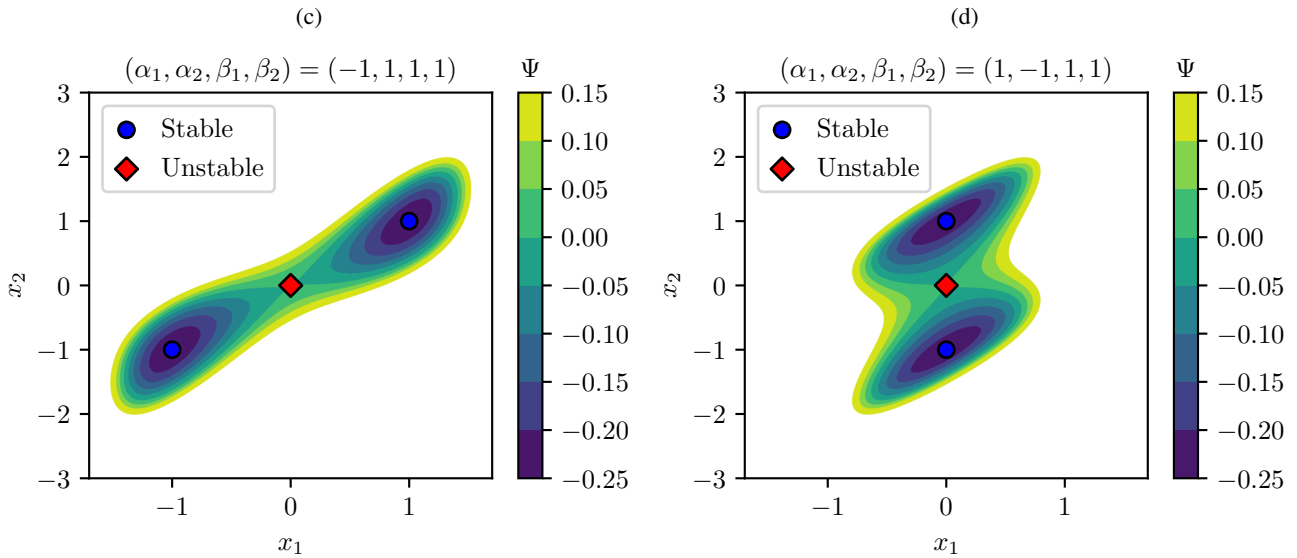 (c)
(α₁, α₂, β₁, β₂) = (−1, 1, 1, 1)
Ψ
Stable
Unstable
3
2
1
0
−1
−2
−3
x₂
−1
0
1
x₁
0.15
0.10
0.05
0.00
−0.05
−0.10
−0.15
−0.20
−0.25
(d)
(α₁, α₂, β₁, β₂) = (1, −1, 1, 1)
Ψ
Stable
Unstable
3
2
1
0
−1
−2
−3
x₂
−1
0
1
x₁
0.15
0.10
0.05
0.00
−0.05
−0.10
−0.15
−0.20
−0.25